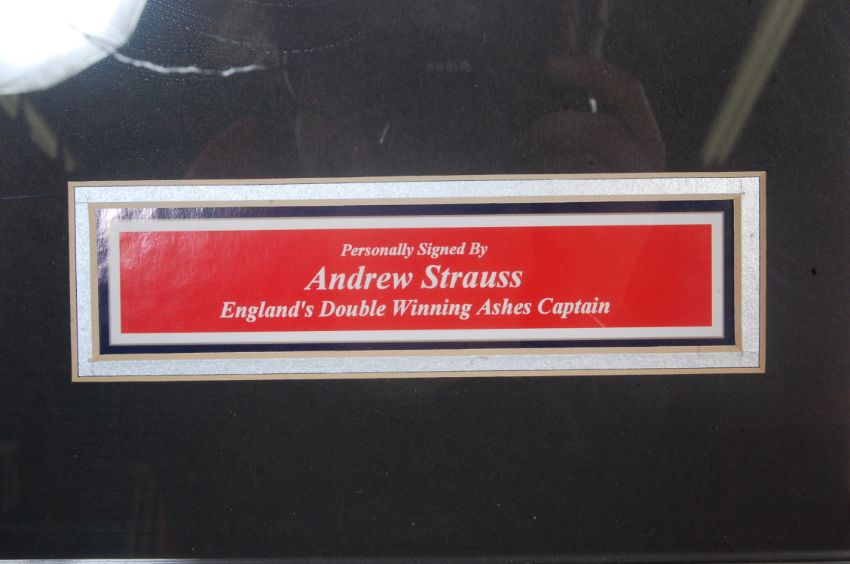 Personally Signed By
Andrew Strauss
England's Double Winning Ashes Captain